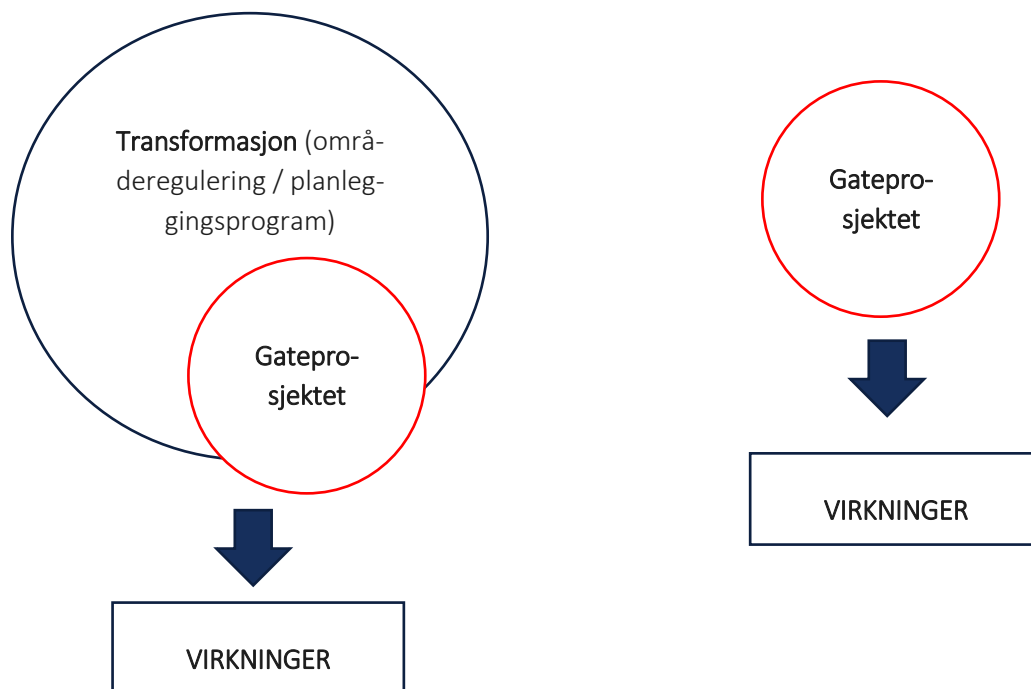 Transformasjon (områ-
deregulering / planleg-
gingsprogram)
Gatepro-
sjektet
VIRKNINGER
Gatepro-
sjektet
VIRKNINGER